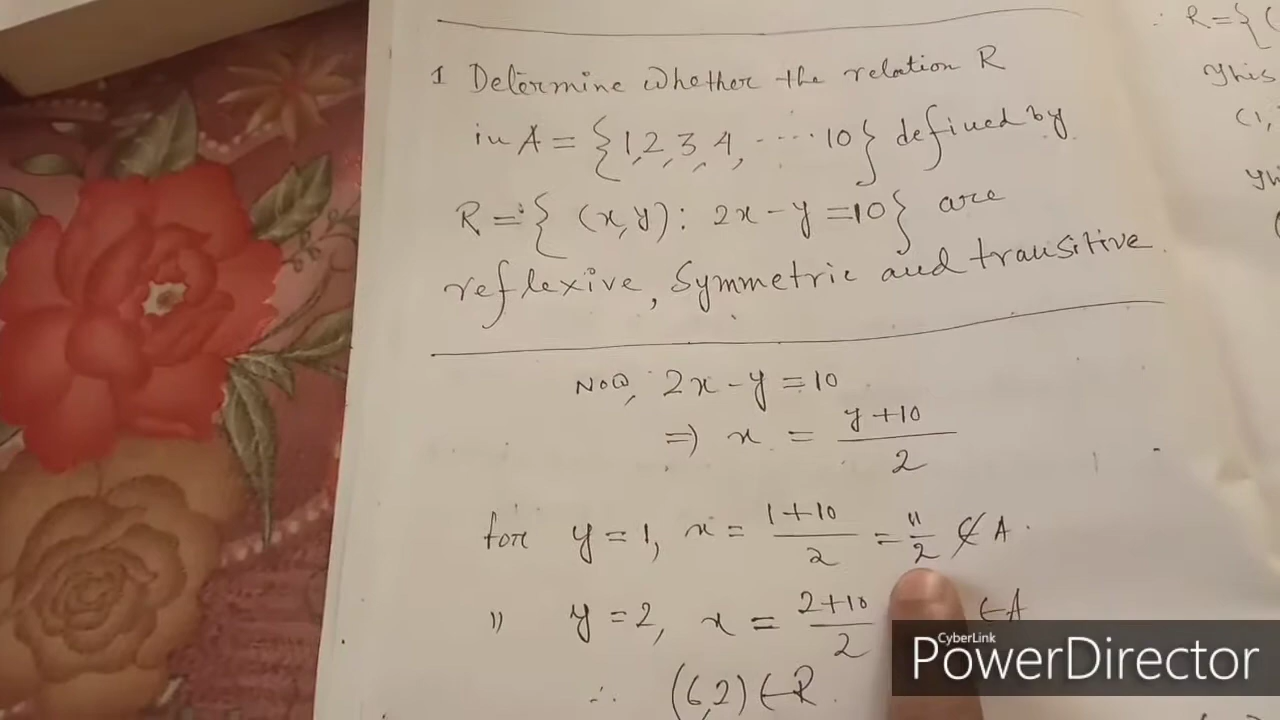 1 Determine whether the relation R
in A = {1,2,3,4, ..... 10} defined by
R = { (x,y) : 2x - y = 10 } are
reflexive, Symmetric and transitive.
Now, 2x - y = 10
=) x = y+10 / 2
for y = 1, x = 1+10 / 2 = 11/2 ∉ A.
" y = 2, x = 2+10 / 2 ∈ A
∴ (6,2) ∈ R.
∴ R = { (
This
(1,
CyberLink
PowerDirector